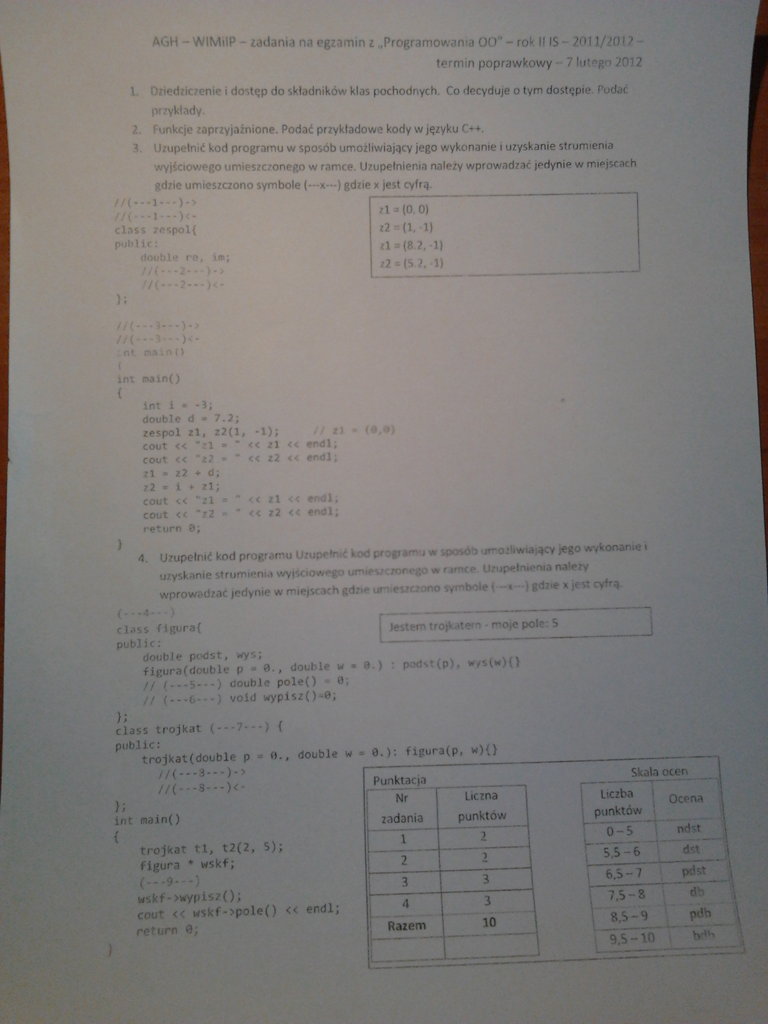 AGH – WIMiIP – zadania na egzamin z „Programowania OO” – rok II IS – 2011/2012 –
termin poprawkowy – 7 lutego 2012
1. Dziedziczenie i dostęp do składników klas pochodnych. Co decyduje o tym dostępie. Podać
przykłady.
2. Funkcje zaprzyjaźnione. Podać przykładowe kody w języku C++.
3. Uzupełnić kod programu w sposób umożliwiający jego wykonanie i uzyskanie strumienia
wyjściowego umieszczonego w ramce. Uzupełnienia należy wprowadzać jedynie w miejscach
gdzie umieszczono symbole (---x---) gdzie x jest cyfrą.
//(---1---)->
//(---1---)<-
class zespol{
public:
double re, im;
//(---2---)->
//(---2---)<-
};
z1 = (0, 0)
z2 = (1, -1)
z1 = (8.2, -1)
z2 = (5.2, -1)
//(---3---)->
//(---3---)<-
int main()
{
int main()
{
int i = -3;
double d = 7.2;
zespol z1, z2(1, -1); // z1 = (0,0)
cout << "z1 = " << z1 << endl;
cout << "z2 = " << z2 << endl;
z1 = z2 + d;
z2 = i + z1;
cout << "z1 = " << z1 << endl;
cout << "z2 = " << z2 << endl;
return 0;
}
4. Uzupełnić kod programu Uzupełnić kod programu w sposób umożliwiający jego wykonanie i
uzyskanie strumienia wyjściowego umieszczonego w ramce. Uzupełnienia należy
wprowadzać jedynie w miejscach gdzie umieszczono symbole (---x---) gdzie x jest cyfrą.
(---4---)
class figura{
public:
double podst, wys;
figura(double p = 0., double w = 0.) : podst(p), wys(w){}
// (---5---) double pole() = 0;
// (---6---) void wypisz()=0;
};
Jestem trojkatem - moje pole: 5
class trojkat (---7---) {
public:
trojkat(double p = 0., double w = 0.): figura(p, w){}
//(---8---)->
//(---8---)<-
};
int main()
{
trojkat t1, t2(2, 5);
figura * wskf;
(---9---)
wskf->wypisz();
cout << wskf->pole() << endl;
return 0;
}
Punktacja
Nr zadania Liczna punktów
1 2
2 2
3 3
4 3
Razem 10
Skala ocen
Liczba punktów Ocena
0 – 5 ndst
5,5 – 6 dst
6,5 – 7 pdst
7,5 – 8 db
8,5 – 9 pdb
9,5 – 10 bdb